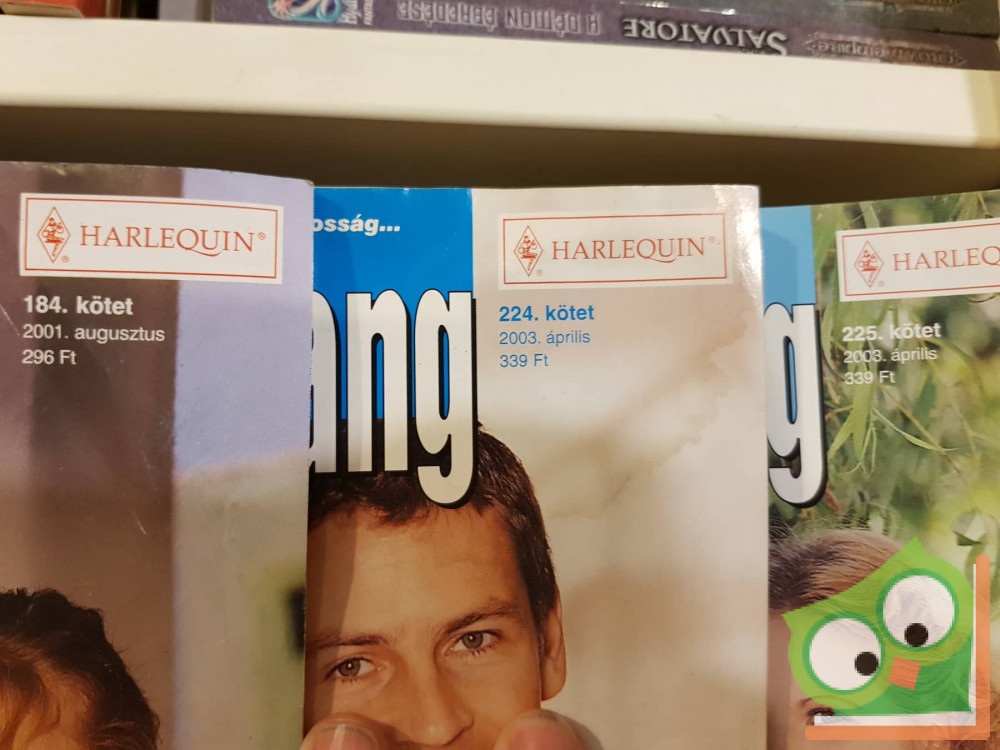 A DÉMON ÉBREDÉSE
SALVATORE
HARLEQUIN®
184. kötet
2001. augusztus
296 Ft
osság...
ang
HARLEQUIN®
224. kötet
2003. április
339 Ft
g
HARLEQ
225. kötet
2003. április
339 Ft